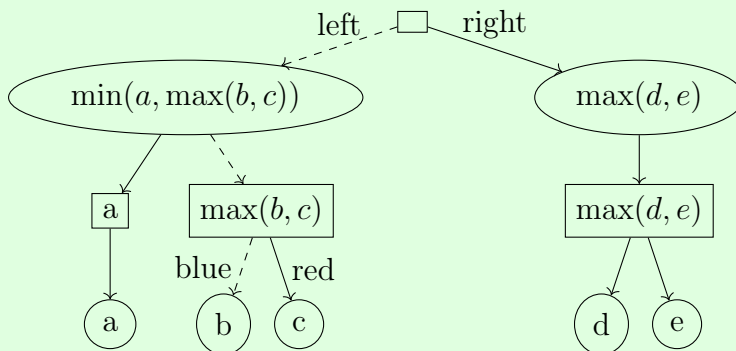 left right
min(a, max(b, c)) max(d, e)
a max(b, c) max(d, e)
blue red
a b c d e